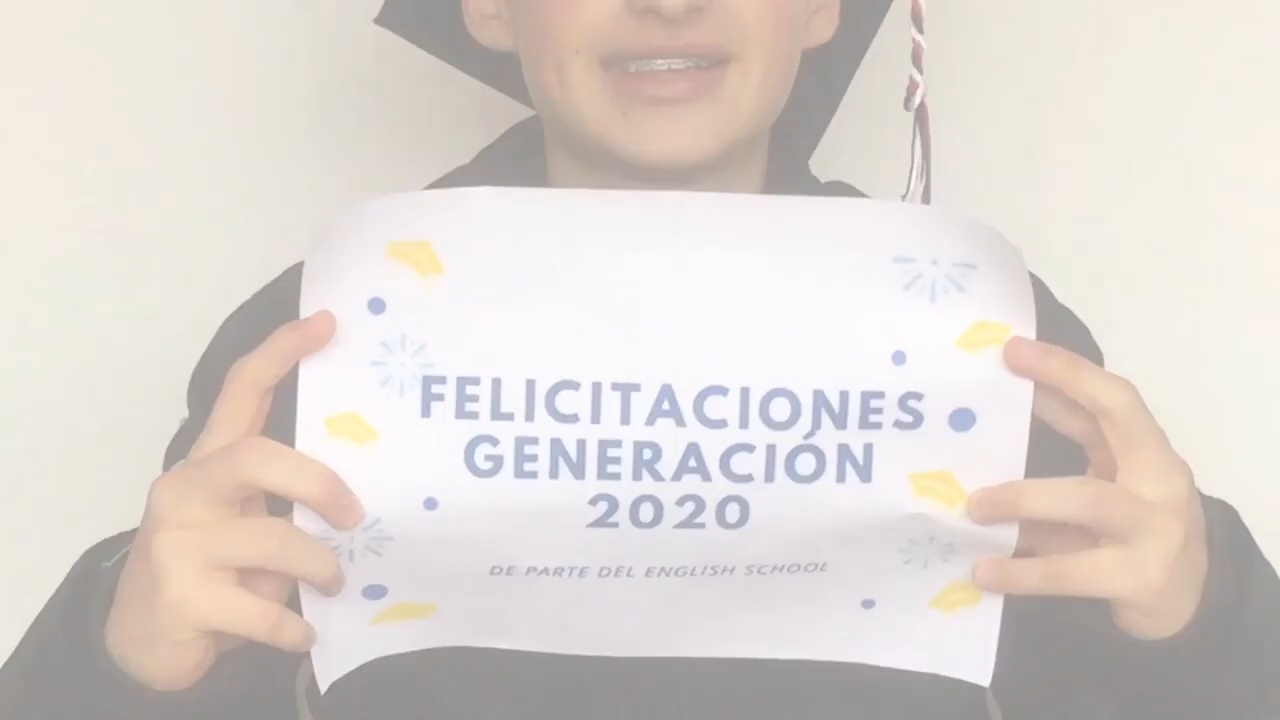 FELICITACIONES
GENERACIÓN
2020
DE PARTE DEL ENGLISH SCHOOL